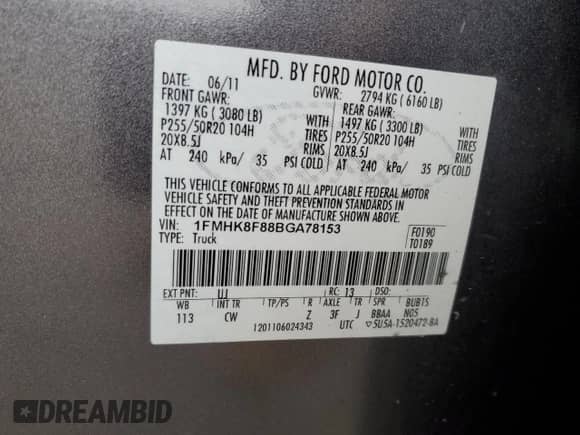 MFD. BY FORD MOTOR CO.
DATE: 06/11 GVWR: 2794 KG ( 6160 LB)
FRONT GAWR: REAR GAWR:
1397 KG ( 3080 LB) 1497 KG ( 3300 LB)
P255/50R20 104H WITH TIRES P255/50R20 104H WITH TIRES
20X8.5J RIMS 20X8.5J RIMS
AT 240 kPa/ 35 PSI COLD AT 240 kPa/ 35 PSI COLD
THIS VEHICLE CONFORMS TO ALL APPLICABLE FEDERAL MOTOR
VEHICLE SAFETY AND THEFT PREVENTION STANDARDS IN
EFFECT ON THE DATE OF MANUFACTURE SHOWN ABOVE.
VIN: 1FMHK8F88BGA78153 F0190
TYPE: Truck T0189
EXT PNT: UJ RC: 13 DSO:
WB INT TR TP/PS R AXLE TR SPR BUB1S
113 CW Z 3F J BBAA N05
1201106024343 UTC 5U5A-1520472-BA
DREAMBID